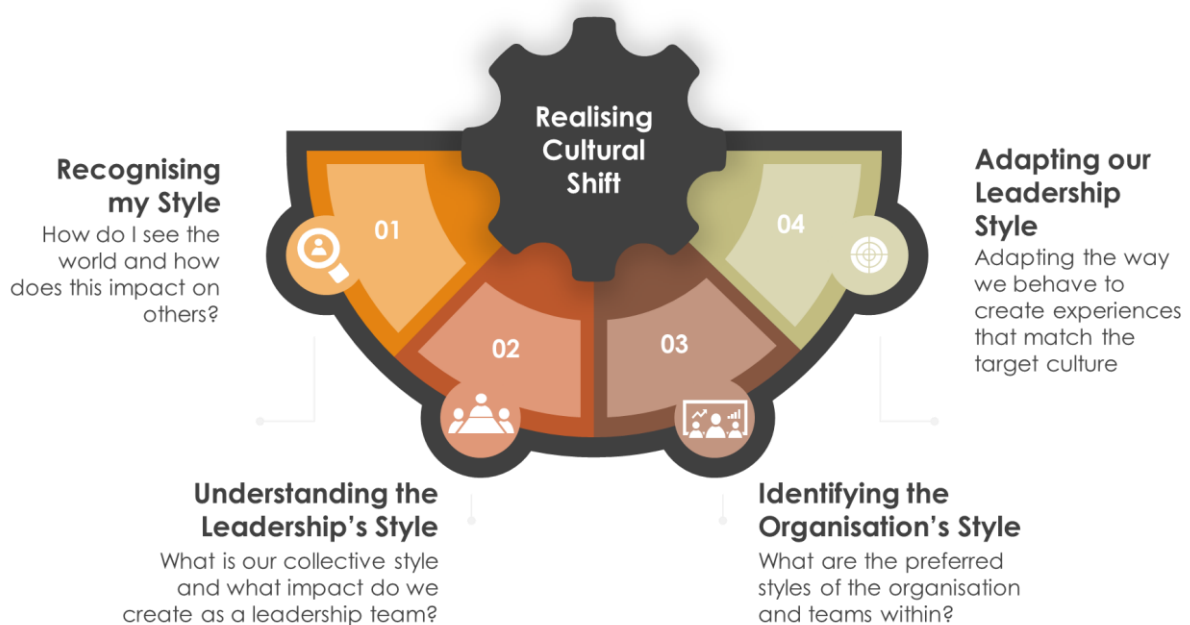 Realising
Cultural
Shift
Recognising
my Style
How do I see the
world and how
does this impact on
others?
01
02
Understanding the
Leadership's Style
What is our collective style
and what impact do we
create as a leadership team?
03
Identifying the
Organisation's Style
What are the preferred
styles of the organisation
and teams within?
04
Adapting our
Leadership
Style
Adapting the way
we behave to
create experiences
that match the
target culture